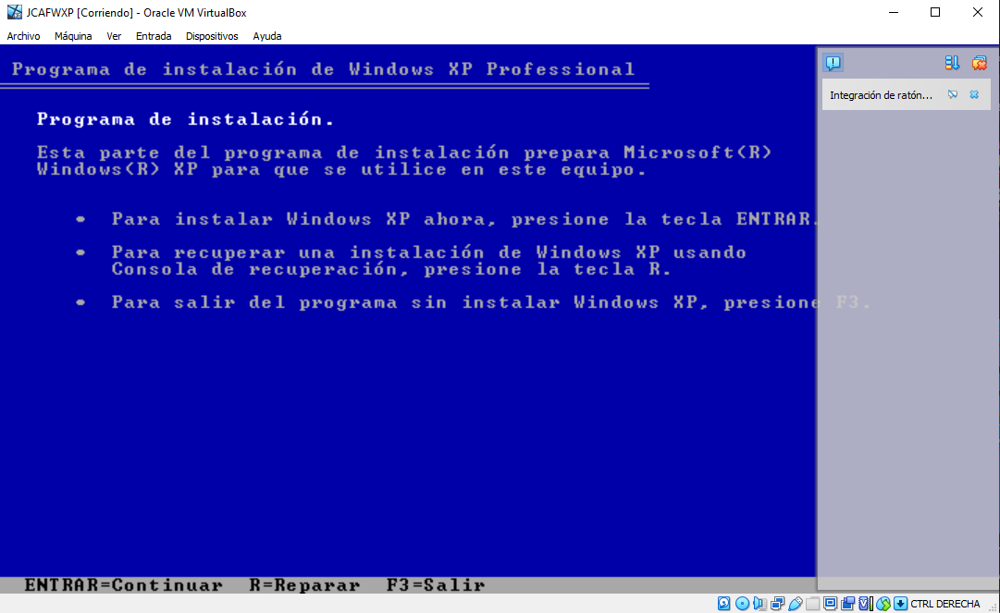 JCAFWXP [Corriendo] - Oracle VM VirtualBox
Archivo Máquina Ver Entrada Dispositivos Ayuda
Programa de instalación de Windows XP Professional
Programa de instalación.
Esta parte del programa de instalación prepara Microsoft(R)
Windows(R) XP para que se utilice en este equipo.
• Para instalar Windows XP ahora, presione la tecla ENTRAR.
• Para recuperar una instalación de Windows XP usando
Consola de recuperación, presione la tecla R.
• Para salir del programa sin instalar Windows XP, presione F3.
Integración de ratón...
ENTRAR=Continuar R=Reparar F3=Salir
CTRL DERECHA